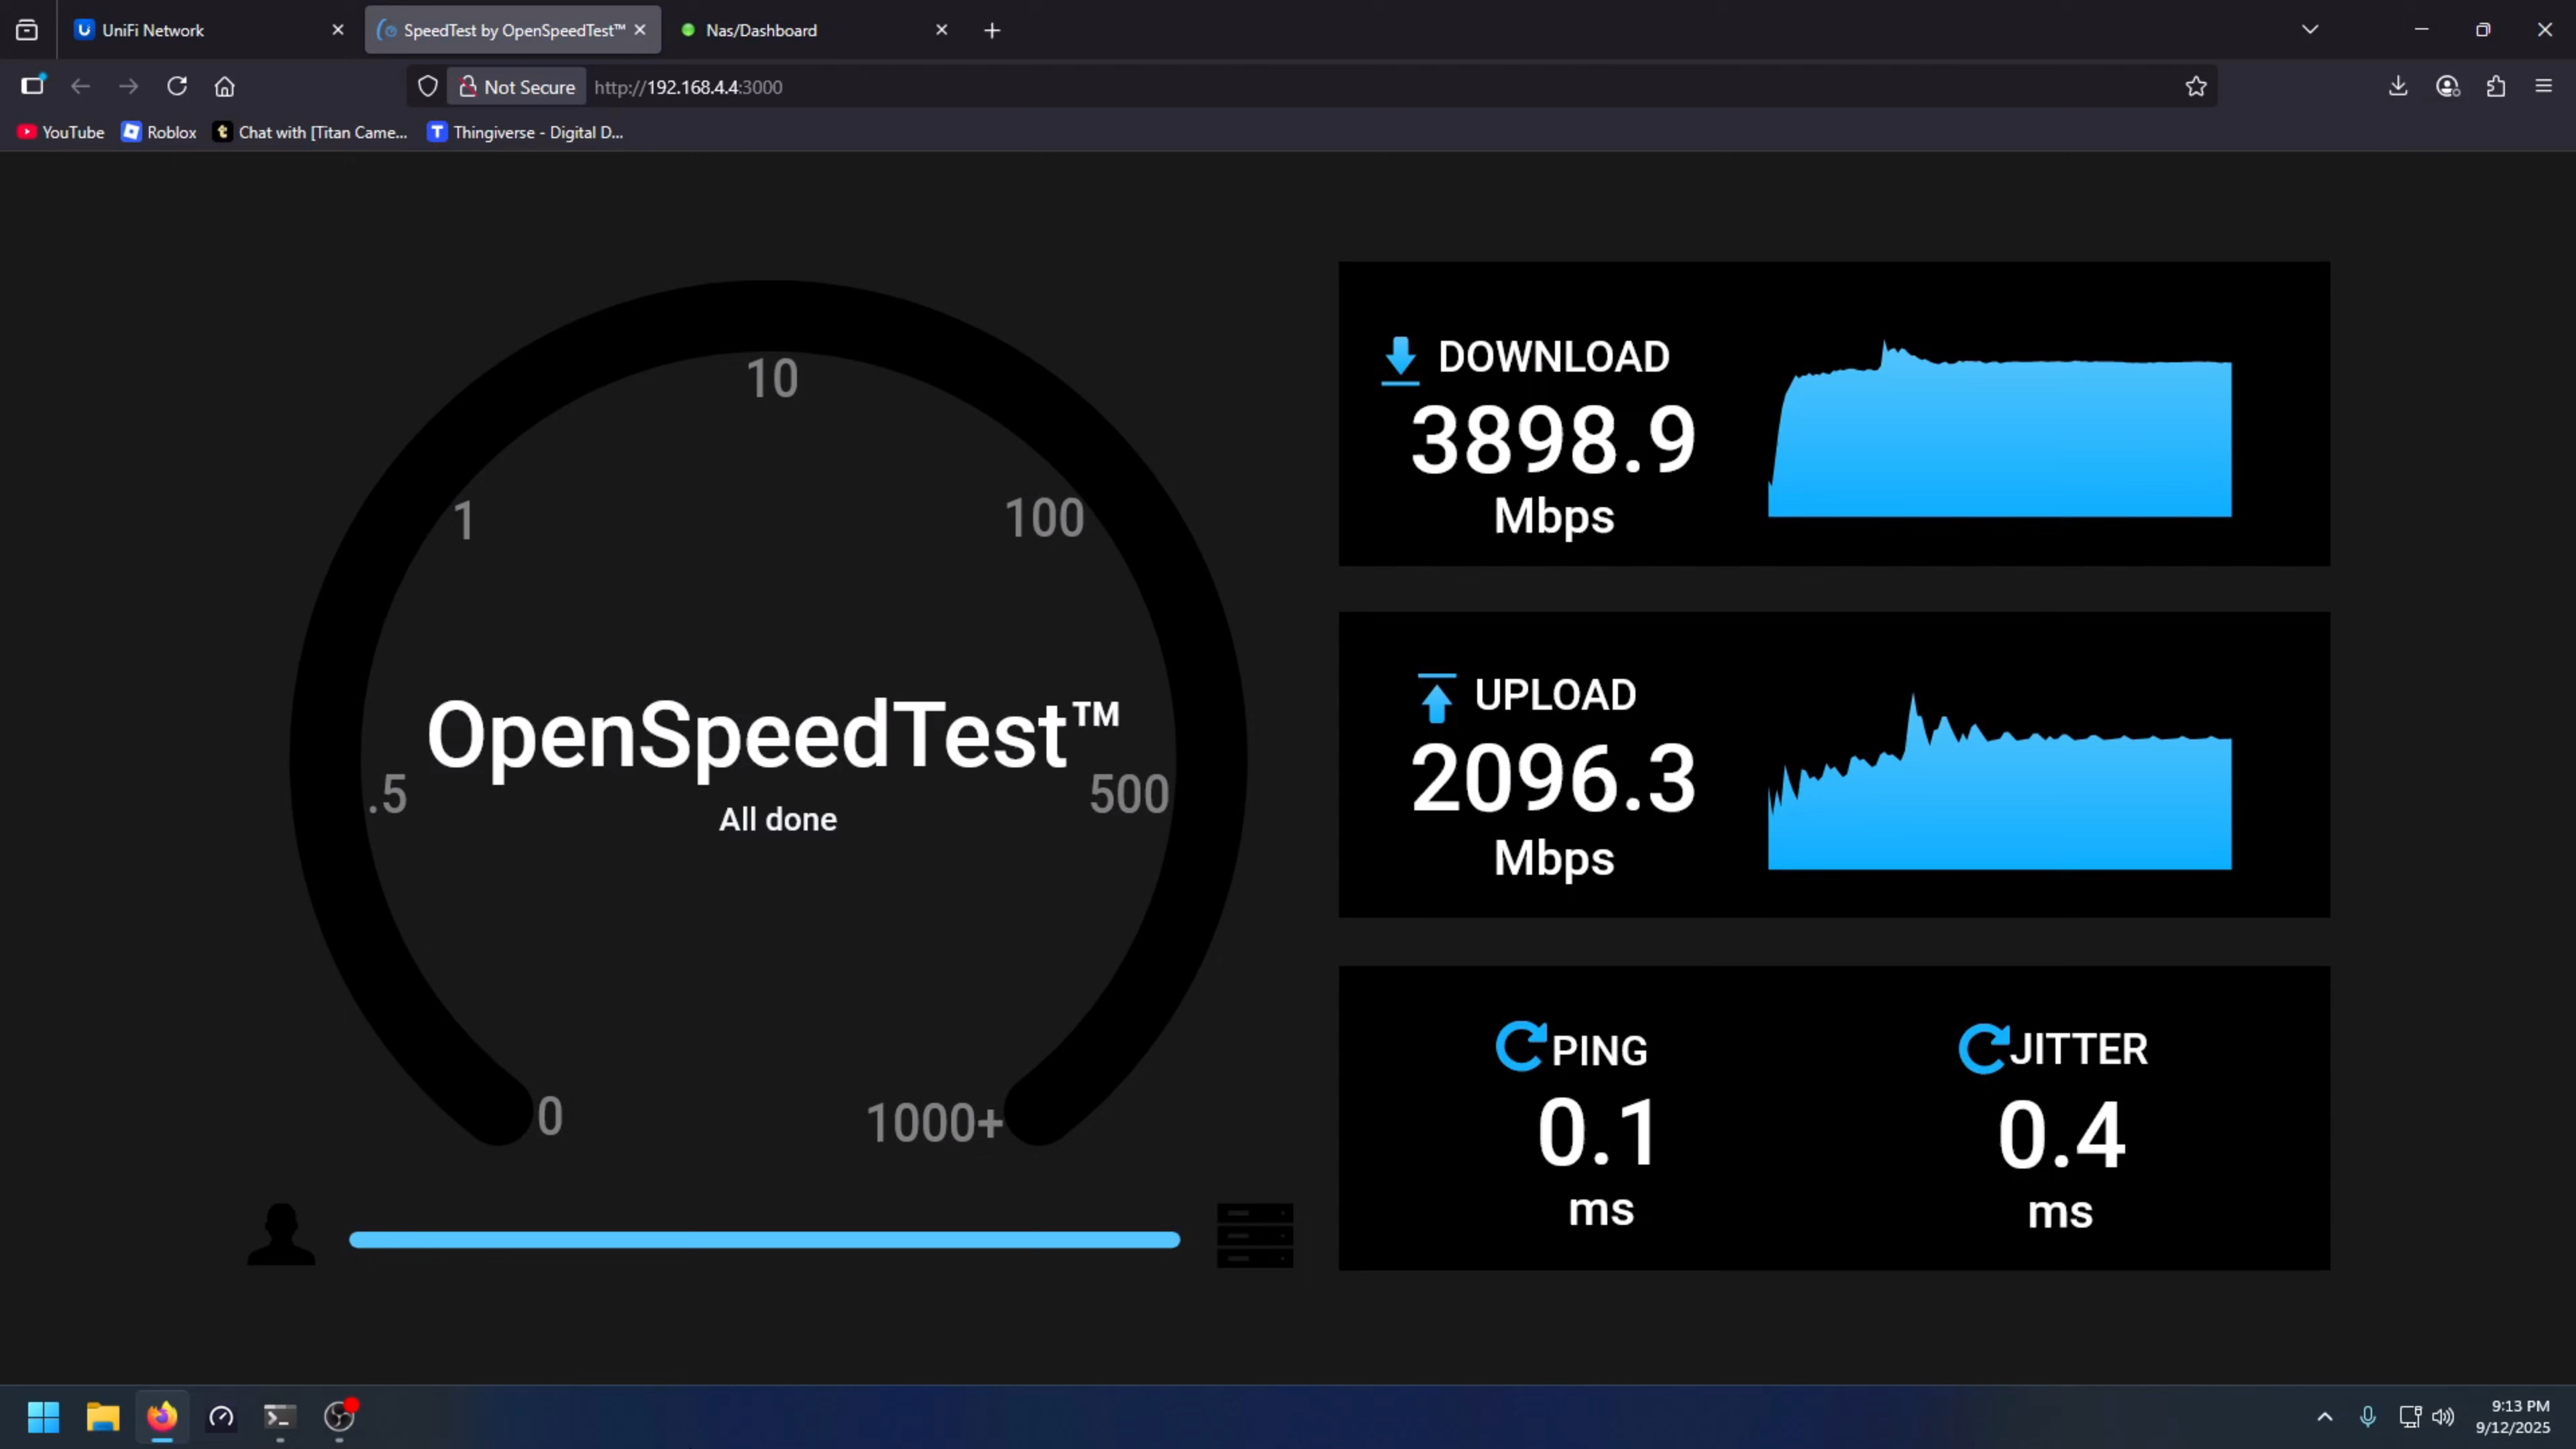 UniFi Network
SpeedTest by OpenSpeedTest™
Nas/Dashboard
Not Secure
http://192.168.4.4:3000
YouTube
Roblox
Chat with [Titan Came...
Thingiverse - Digital D...
10
1
100
.5
500
0
1000+
OpenSpeedTest™
All done
DOWNLOAD
3898.9
Mbps
UPLOAD
2096.3
Mbps
PING
0.1
ms
JITTER
0.4
ms
9:13 PM
9/12/2025